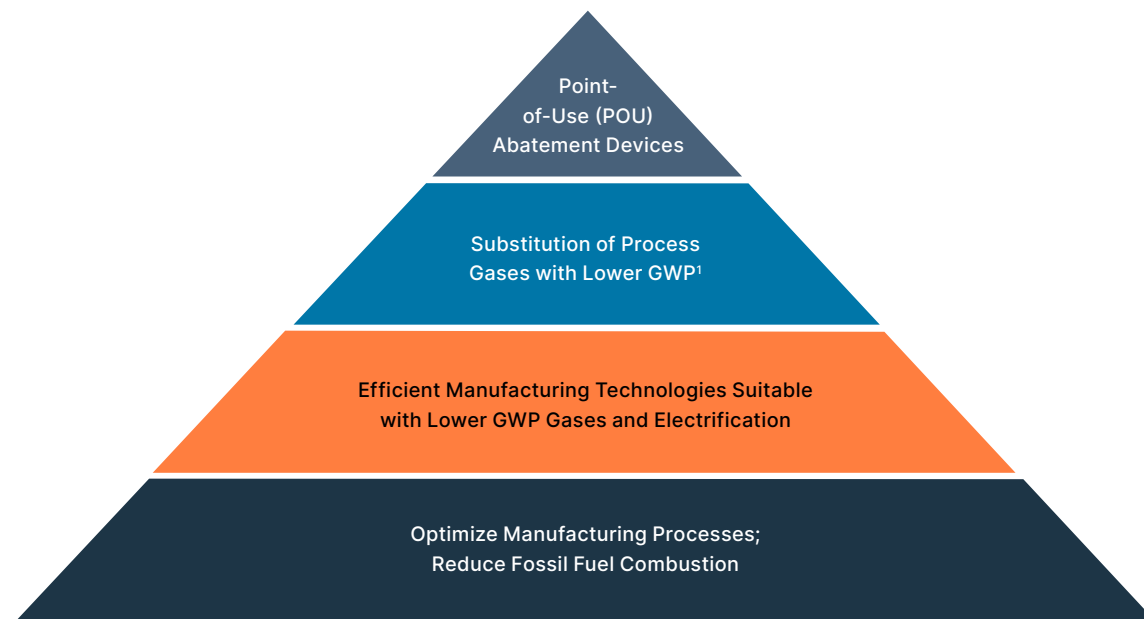 Point-
of-Use (POU)
Abatement Devices
Substitution of Process
Gases with Lower GWP¹
Efficient Manufacturing Technologies Suitable
with Lower GWP Gases and Electrification
Optimize Manufacturing Processes;
Reduce Fossil Fuel Combustion